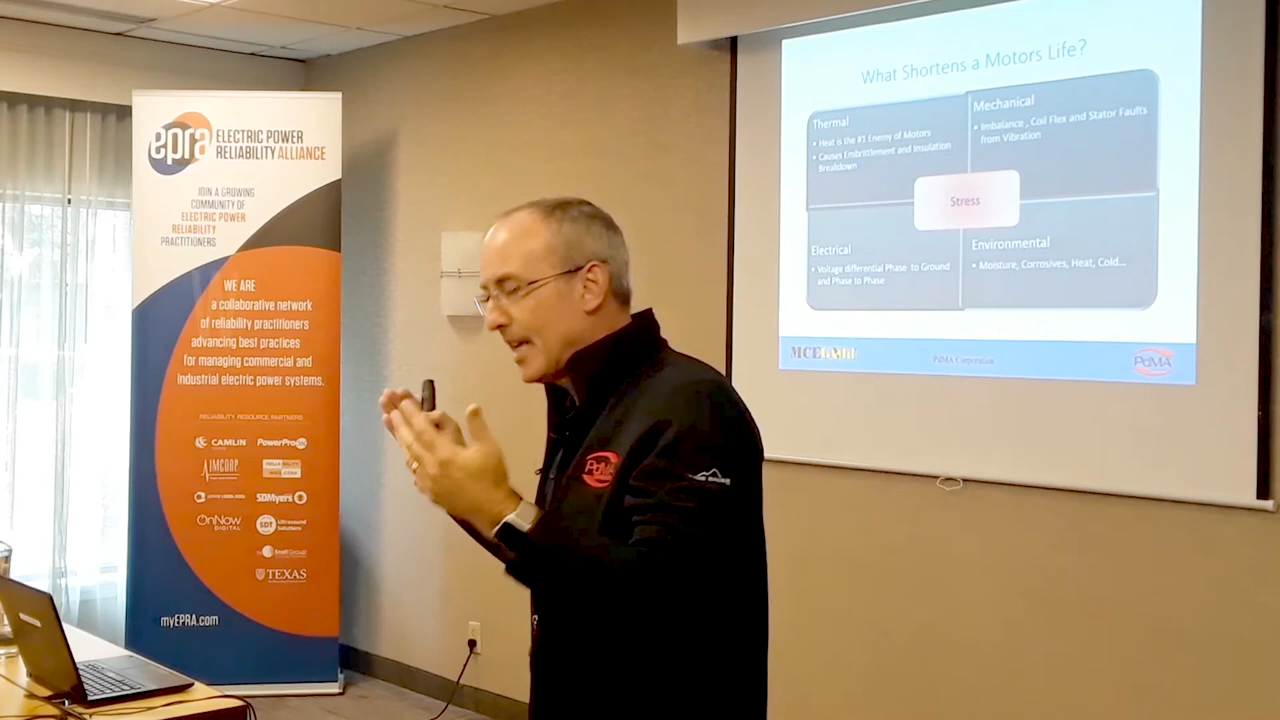 epra ELECTRIC POWER
RELIABILITY ALLIANCE
JOIN A GROWING
COMMUNITY OF
ELECTRIC POWER
RELIABILITY
PRACTITIONERS
WE ARE
a collaborative network
of reliability practitioners
advancing best practices
for managing commercial and
industrial electric power systems.
RELIABILITY RESOURCE PARTNERS
CAMLIN PowerPro
IMCORP RELIABILITY
SDMyers
OnNow
DIGITAL
SDT Ultrasound
Solutions
Snell Group
TEXAS
myEPRA.com
PdMA
What Shortens a Motors Life?
Thermal
• Heat is the #1 Enemy of Motors
• Causes Embrittlement and Insulation
Breakdown
Mechanical
• Imbalance , Coil Flex and Stator Faults
from Vibration
Stress
Electrical
• Voltage differential Phase to Ground
and Phase to Phase
Environmental
• Moisture, Corrosives, Heat, Cold...
PdMA Corporation
PdMA